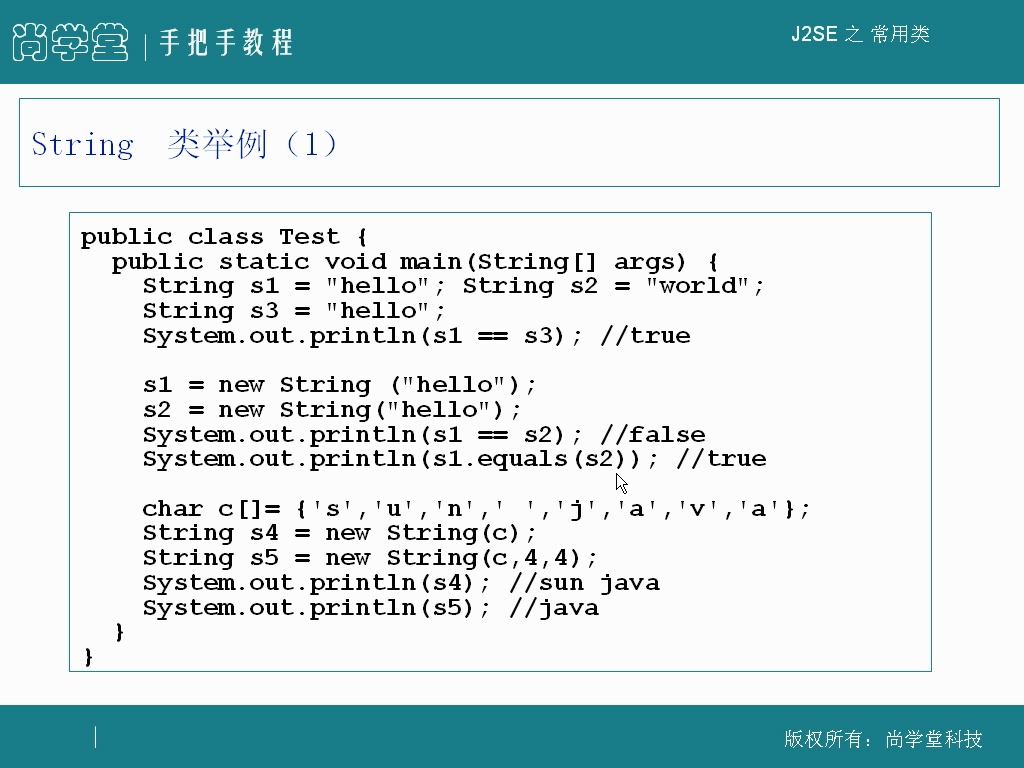 尚学堂 | 手把手教程
J2SE 之 常用类
String 类举例（1）
public class Test {
  public static void main(String[] args) {
    String s1 = "hello"; String s2 = "world";
    String s3 = "hello";
    System.out.println(s1 == s3); //true
    s1 = new String ("hello");
    s2 = new String("hello");
    System.out.println(s1 == s2); //false
    System.out.println(s1.equals(s2)); //true
    char c[]= {'s','u','n',' ','j','a','v','a'};
    String s4 = new String(c);
    String s5 = new String(c,4,4);
    System.out.println(s4); //sun java
    System.out.println(s5); //java
  }
}
版权所有：尚学堂科技